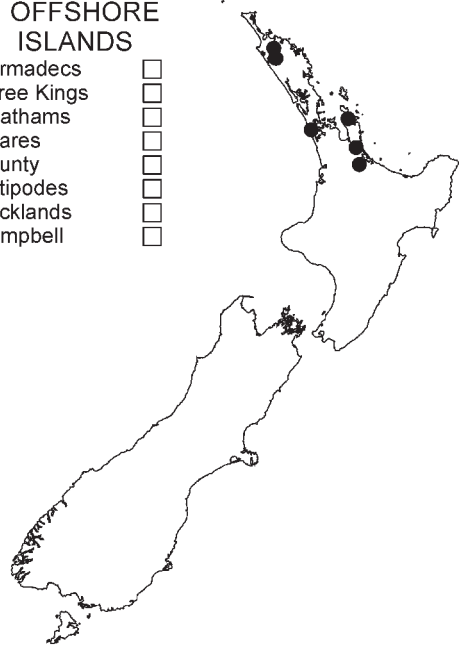 OFFSHORE
ISLANDS
rmadecs
ree Kings
athams
ares
unty
tipodes
cklands
mpbell